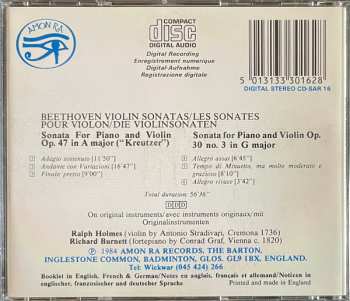 AMON RA
COMPACT
disc
DIGITAL AUDIO
Digital Recording
Enregistrement numerique
Digital-Aufnahme
Registrazione digitale
5 013133 301628
DIGITAL STEREO CD-SAR 16
BEETHOVEN VIOLIN SONATAS/LES SONATES
POUR VIOLON/DIE VIOLINSONATEN
Sonata For Piano and Violin
Op. 47 in A major ("Kreutzer")
Adagio sostenuto [11'50"]
Andante con Variazioni [16'47"]
Finale presto [9'00"]
Sonata for Piano and Violin Op.
30 no. 3 in G major
Allegro assai [6'45"]
Tempo di Minuetto, ma molto moderato e
grazioso [8'10"]
Allegro vivace [3'42"]
Total duration: 56'36"
DDD
On original instruments/avec instruments originaux/mit
Originalinstrumenten
Ralph Holmes (violin by Antonio Stradivari, Cremona 1736)
Richard Burnett (fortepiano by Conrad Graf, Vienna c. 1820)
℗ © 1984 AMON RA RECORDS, THE BARTON,
INGLESTONE COMMON, BADMINTON, GLOS. GL9 1BX, ENGLAND.
Tel: Wickwar (045 424) 266
Booklet in English, French & German/Notes en anglais, français et allemand/Notizen in
englischer, französischer und deutscher Sprache
Printed and made in England